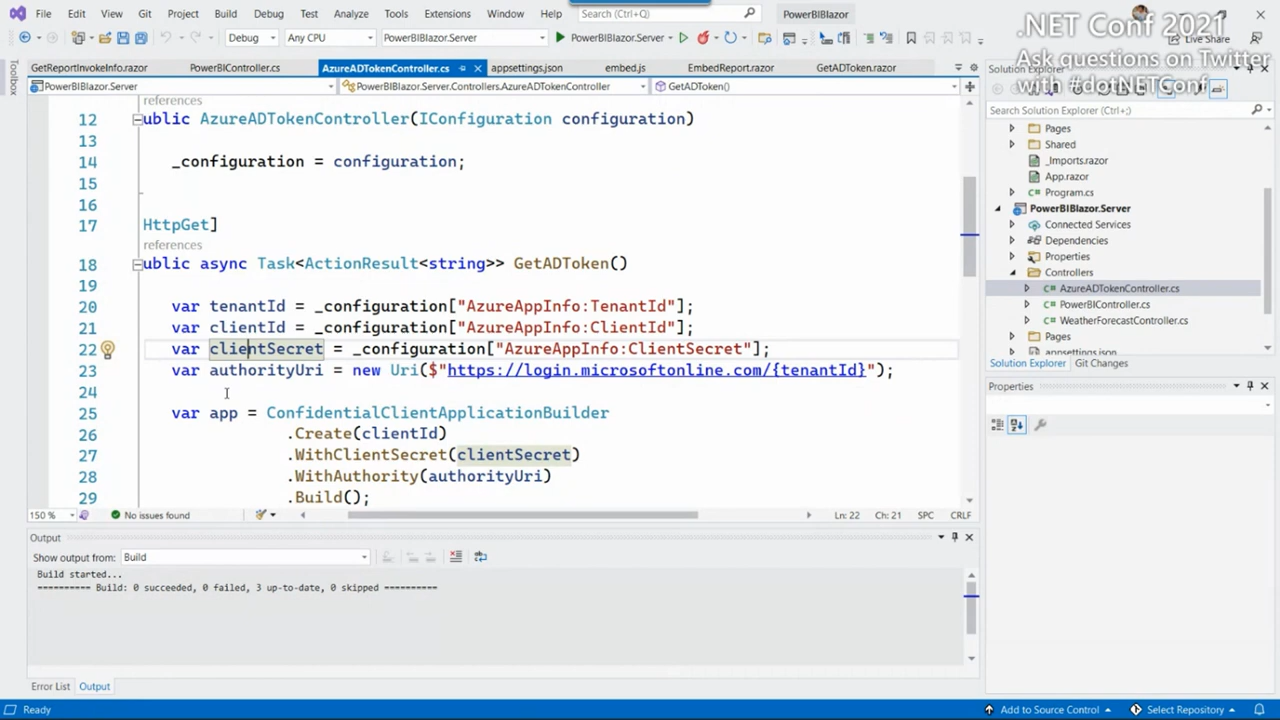 File Edit View Git Project Build Debug Test Analyze Tools Extensions Window Help Search (Ctrl+;) PowerBIBlazor
.NET Conf 2021
Debug Any CPU PowerBIBlazor.Server PowerBIBlazor.Server Live Share
Ask questions on Twitter
with #dotNETConf
GetReportInvokeInfo.razor PowerBIController.cs AzureADTokenController.cs appsettings.json embed.js EmbedReport.razor GetADToken.razor
PowerBIBlazor.Server PowerBIBlazor.Server.Controllers.AzureADTokenController GetADToken()
Toolbox
references
12 ublic AzureADTokenController(IConfiguration configuration)
13
14 _configuration = configuration;
15
16
17 HttpGet]
references
18 ublic async Task<ActionResult<string>> GetADToken()
19
20 var tenantId = _configuration["AzureAppInfo:TenantId"];
21 var clientId = _configuration["AzureAppInfo:ClientId"];
22 var clientSecret = _configuration["AzureAppInfo:ClientSecret"];
23 var authorityUri = new Uri($"https://login.microsoftonline.com/{tenantId}");
24
25 var app = ConfidentialClientApplicationBuilder
26 .Create(clientId)
27 .WithClientSecret(clientSecret)
28 .WithAuthority(authorityUri)
29 .Build();
150 % No issues found Ln: 22 Ch: 21 SPC CRLF
Output
Show output from: Build
Build started...
========== Build: 0 succeeded, 0 failed, 3 up-to-date, 0 skipped ==========
Error List Output
Solution Explorer
Search Solution Explorer (Ctrl+;)
Pages
Shared
_Imports.razor
App.razor
C# Program.cs
PowerBIBlazor.Server
Connected Services
Dependencies
Properties
Controllers
C# AzureADTokenController.cs
C# PowerBIController.cs
C# WeatherForecastController.cs
Pages
appsettings.json
Solution Explorer Git Changes
Properties
Ready Add to Source Control Select Repository